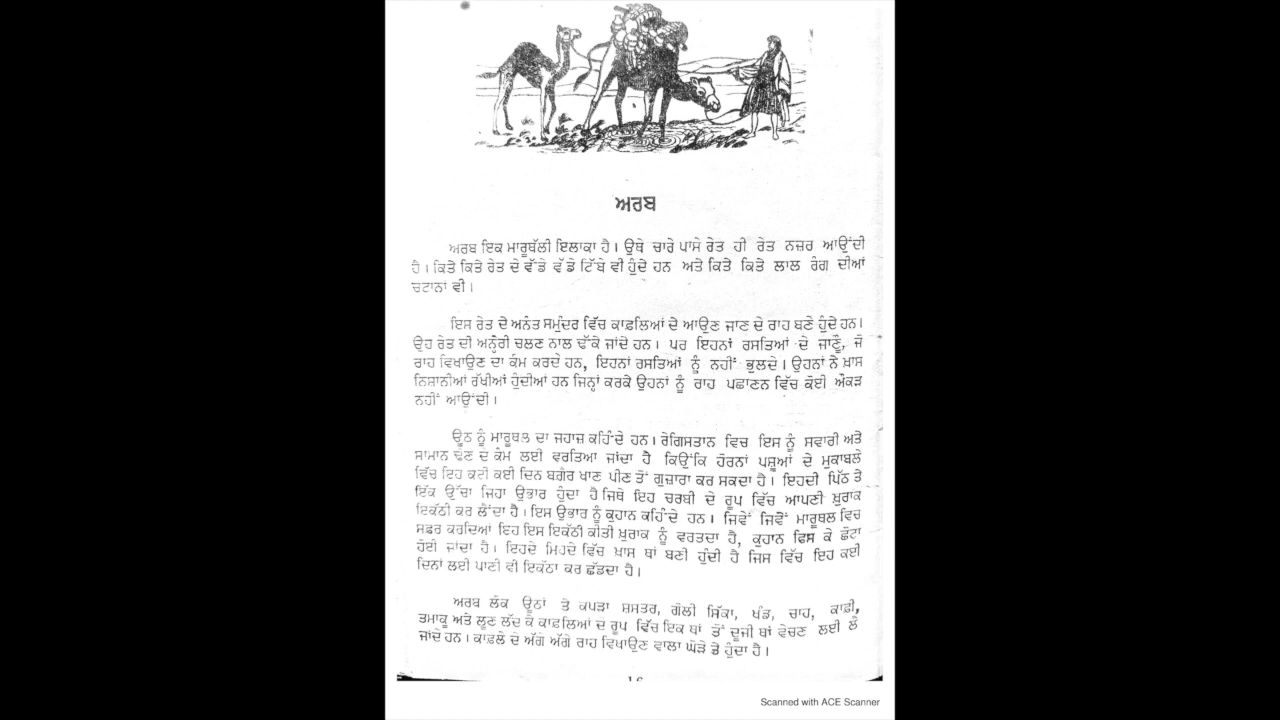 ਅਰਬ
ਅਰਬ ਇਕ ਮਾਰੂਥੱਲੀ ਇਲਾਕਾ ਹੈ। ਉਥੇ ਚਾਰੇ ਪਾਸੇ ਰੇਤ ਹੀ ਰੇਤ ਨਜ਼ਰ ਆਉਂਦੀ
ਹੈ। ਕਿਤੇ ਕਿਤੇ ਰੇਤ ਦੇ ਵੱਡੇ ਵੱਡੇ ਟਿੱਬੇ ਵੀ ਹੁੰਦੇ ਹਨ ਅਤੇ ਕਿਤੇ ਕਿਤੇ ਲਾਲ ਰੰਗ ਦੀਆਂ
ਚਟਾਨਾਂ ਵੀ।
ਇਸ ਰੇਤ ਦੇ ਅਨੰਤ ਸਮੁੰਦਰ ਵਿੱਚ ਕਾਫ਼ਲਿਆਂ ਦੇ ਆਉਣ ਜਾਣ ਦੇ ਰਾਹ ਬਣੇ ਹੁੰਦੇ ਹਨ।
ਉਹ ਰੇਤ ਦੀ ਅਨ੍ਹੇਰੀ ਚਲਣ ਨਾਲ ਢੱਕੇ ਜਾਂਦੇ ਹਨ। ਪਰ ਇਹਨਾਂ ਰਸਤਿਆਂ ਦੇ ਜਾਣੂੰ, ਜੋ
ਰਾਹ ਵਿਖਾਉਣ ਦਾ ਕੰਮ ਕਰਦੇ ਹਨ, ਇਹਨਾਂ ਰਸਤਿਆਂ ਨੂੰ ਨਹੀਂ ਭੁਲਦੇ। ਉਹਨਾਂ ਨੇ ਖ਼ਾਸ
ਨਿਸ਼ਾਨੀਆਂ ਰੱਖੀਆਂ ਹੁੰਦੀਆਂ ਹਨ ਜਿਨ੍ਹਾਂ ਕਰਕੇ ਉਹਨਾਂ ਨੂੰ ਰਾਹ ਪਛਾਣਨ ਵਿੱਚ ਕੋਈ ਔਕੜ
ਨਹੀਂ ਆਉਂਦੀ।
ਊਠ ਨੂੰ ਮਾਰੂਥਲ ਦਾ ਜਹਾਜ਼ ਕਹਿੰਦੇ ਹਨ। ਰੇਗਿਸਤਾਨ ਵਿਚ ਇਸ ਨੂੰ ਸਵਾਰੀ ਅਤੇ
ਸਾਮਾਨ ਢੋਣ ਦੇ ਕੰਮ ਲਈ ਵਰਤਿਆ ਜਾਂਦਾ ਹੈ ਕਿਉਂਕਿ ਹੋਰਨਾਂ ਪਸ਼ੂਆਂ ਦੇ ਮੁਕਾਬਲੇ
ਵਿੱਚ ਇਹ ਕਈ ਕਈ ਦਿਨ ਬਗੈਰ ਖਾਣ ਪੀਣ ਤੋਂ ਗੁਜ਼ਾਰਾ ਕਰ ਸਕਦਾ ਹੈ। ਇਹਦੀ ਪਿੱਠ ਤੇ
ਇੱਕ ਉੱਚਾ ਜਿਹਾ ਉਭਾਰ ਹੁੰਦਾ ਹੈ ਜਿਥੇ ਇਹ ਚਰਬੀ ਦੇ ਰੂਪ ਵਿੱਚ ਆਪਣੀ ਖ਼ੁਰਾਕ
ਇਕੱਠੀ ਕਰ ਲੈਂਦਾ ਹੈ। ਇਸ ਉਭਾਰ ਨੂੰ ਕੁਹਾਨ ਕਹਿੰਦੇ ਹਨ। ਜਿਵੇਂ ਜਿਵੇਂ ਮਾਰੂਥਲ ਵਿਚ
ਸਫ਼ਰ ਕਰਦਿਆਂ ਇਹ ਇਸ ਇਕੱਠੀ ਕੀਤੀ ਖ਼ੁਰਾਕ ਨੂੰ ਵਰਤਦਾ ਹੈ, ਕੁਹਾਨ ਘਿਸ ਕੇ ਛੋਟਾ
ਹੋਈ ਜਾਂਦਾ ਹੈ। ਇਹਦੇ ਮਿਹਦੇ ਵਿੱਚ ਖ਼ਾਸ ਥਾਂ ਬਣੀ ਹੁੰਦੀ ਹੈ ਜਿਸ ਵਿੱਚ ਇਹ ਕਈ
ਦਿਨਾਂ ਲਈ ਪਾਣੀ ਵੀ ਇਕੱਠਾ ਕਰ ਛੱਡਦਾ ਹੈ।
ਅਰਬ ਲੋਕ ਊਠਾਂ ਤੇ ਕਪੜਾ ਸ਼ਸਤਰ, ਗੋਲੀ ਸਿੱਕਾ, ਖੰਡ, ਚਾਹ, ਕਾਫ਼ੀ,
ਤਮਾਕੂ ਅਤੇ ਲੂਣ ਲੱਦ ਕੇ ਕਾਫ਼ਲਿਆਂ ਦੇ ਰੂਪ ਵਿੱਚ ਇਕ ਥਾਂ ਤੋਂ ਦੂਜੀ ਥਾਂ ਵੇਚਣ ਲਈ ਲੈ
ਜਾਂਦੇ ਹਨ। ਕਾਫ਼ਲੇ ਦੇ ਅੱਗੇ ਅੱਗੇ ਰਾਹ ਵਿਖਾਉਣ ਵਾਲਾ ਘੋੜੇ ਤੇ ਹੁੰਦਾ ਹੈ।
Scanned with ACE Scanner